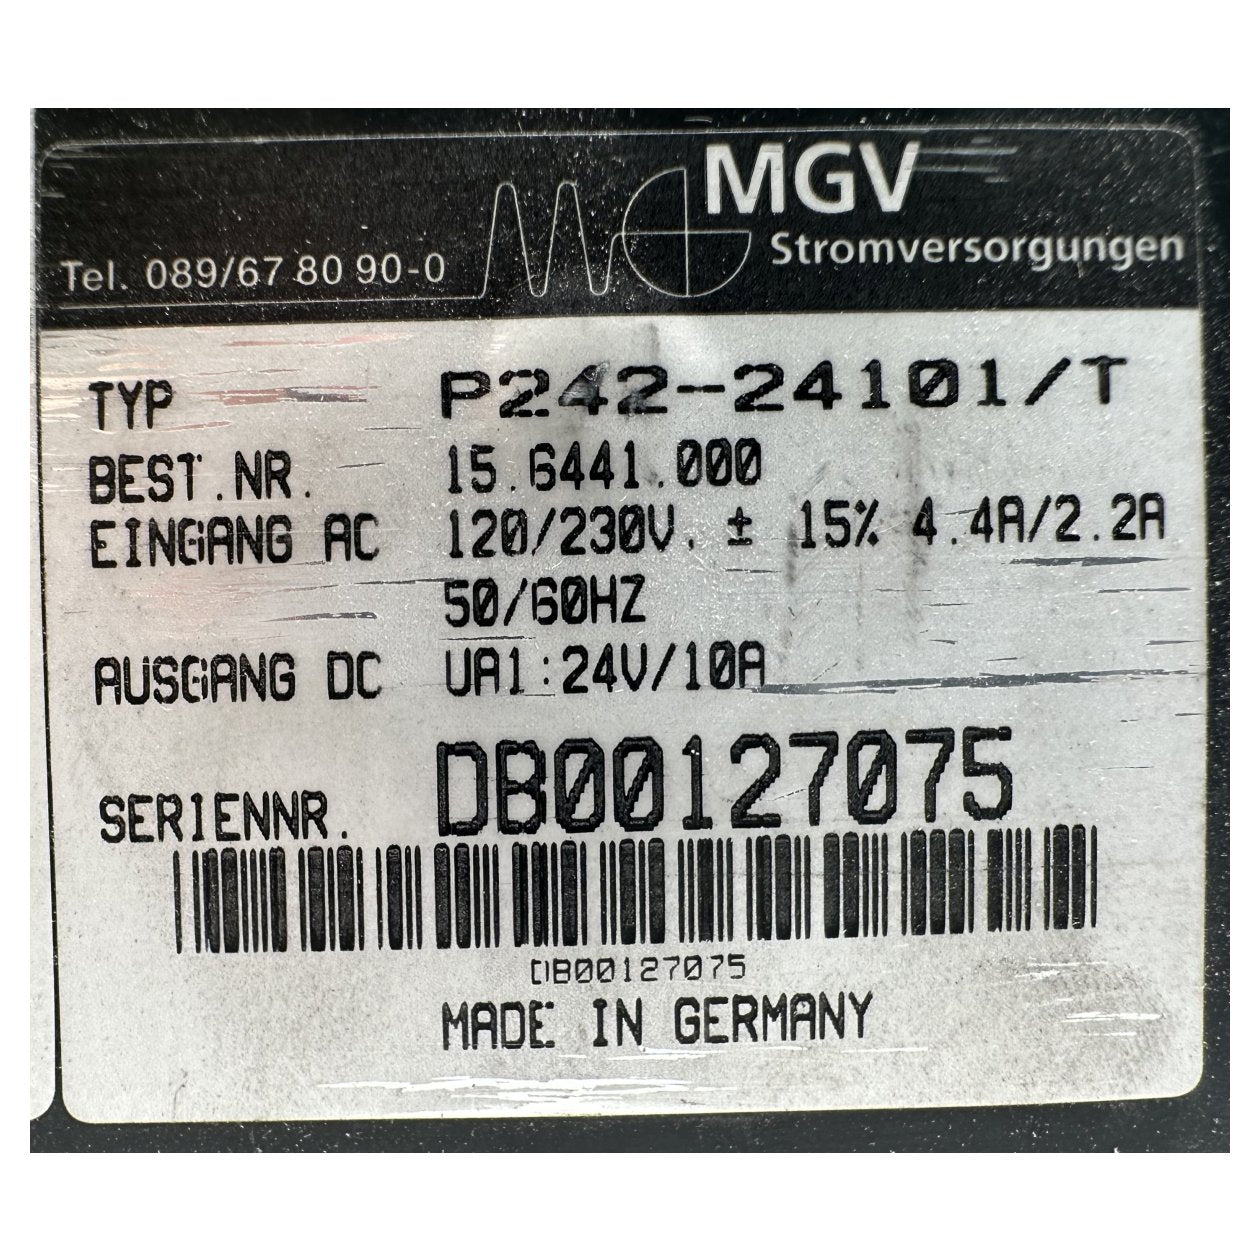 MGV
Stromversorgungen
Tel. 089/67 80 90-0
TYP P242-24101/T
BEST.NR. 15.6441.000
EINGANG AC 120/230V, ± 15% 4.4A/2.2A
50/60HZ
AUSGANG DC UA1:24V/10A
SERIENNR. DB00127075
DB00127075
MADE IN GERMANY